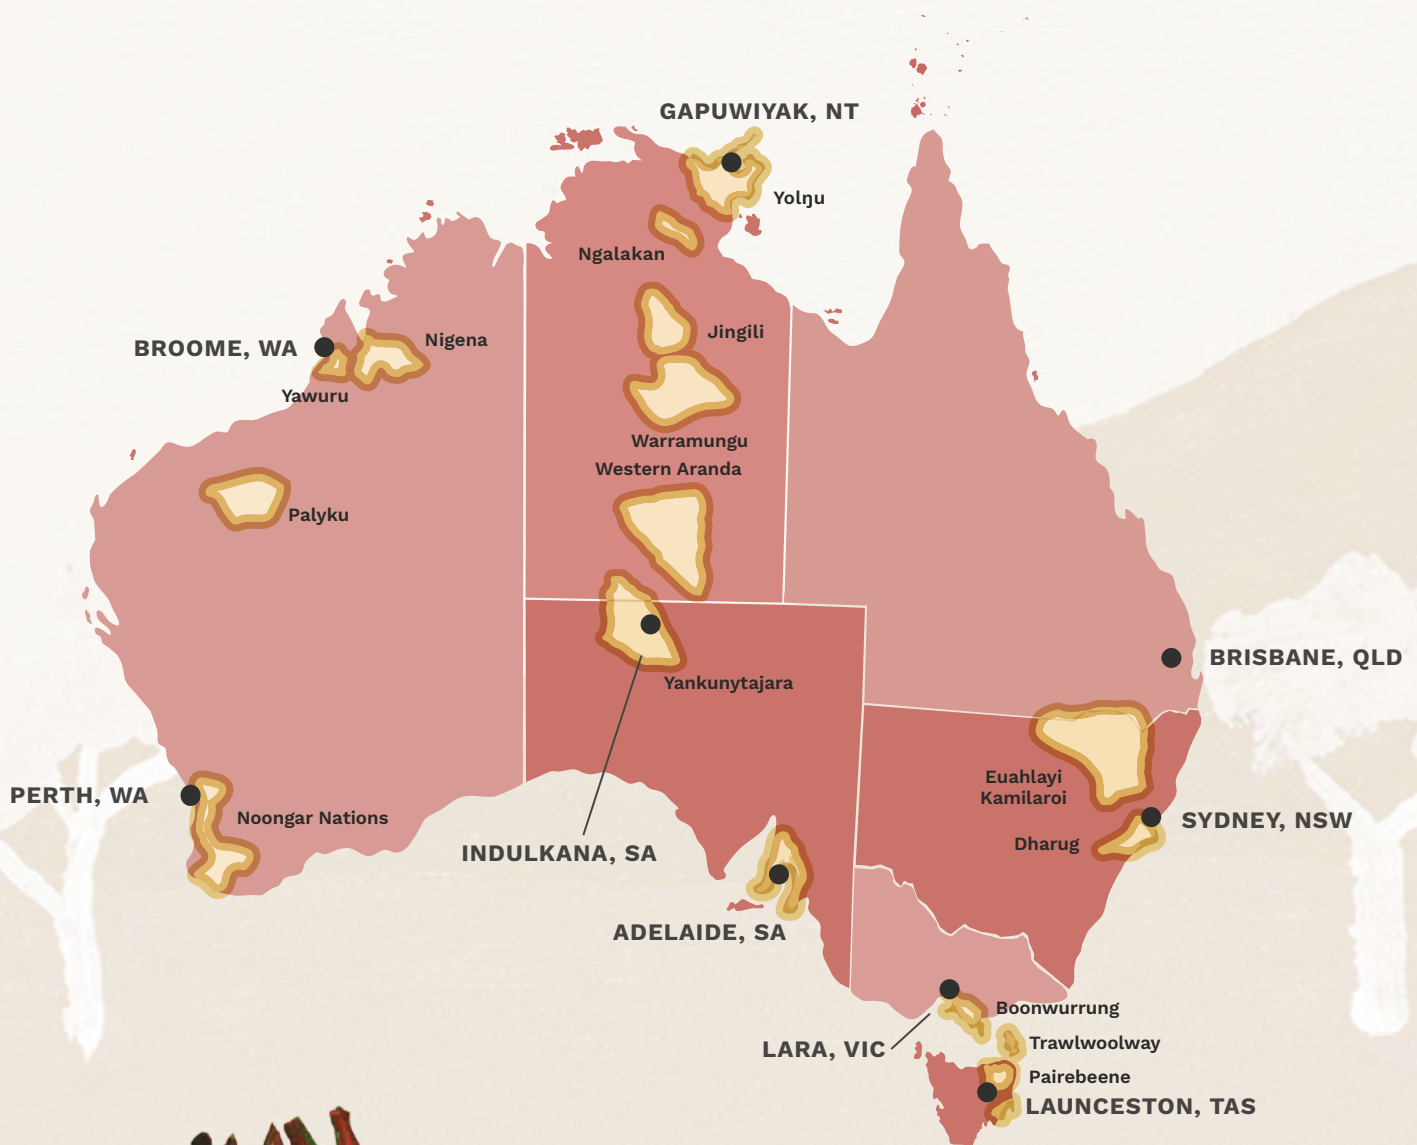 GAPUWIYAK, NT
Yolŋu
Ngalakan
Jingili
BROOME, WA
Nigena
Yawuru
Warramungu
Western Aranda
Palyku
BRISBANE, QLD
Yankunytajara
Euahlayi
Kamilaroi
PERTH, WA
Noongar Nations
SYDNEY, NSW
Dharug
INDULKANA, SA
ADELAIDE, SA
Boonwurrung
Trawlwoolway
LARA, VIC
Pairebeene
LAUNCESTON, TAS